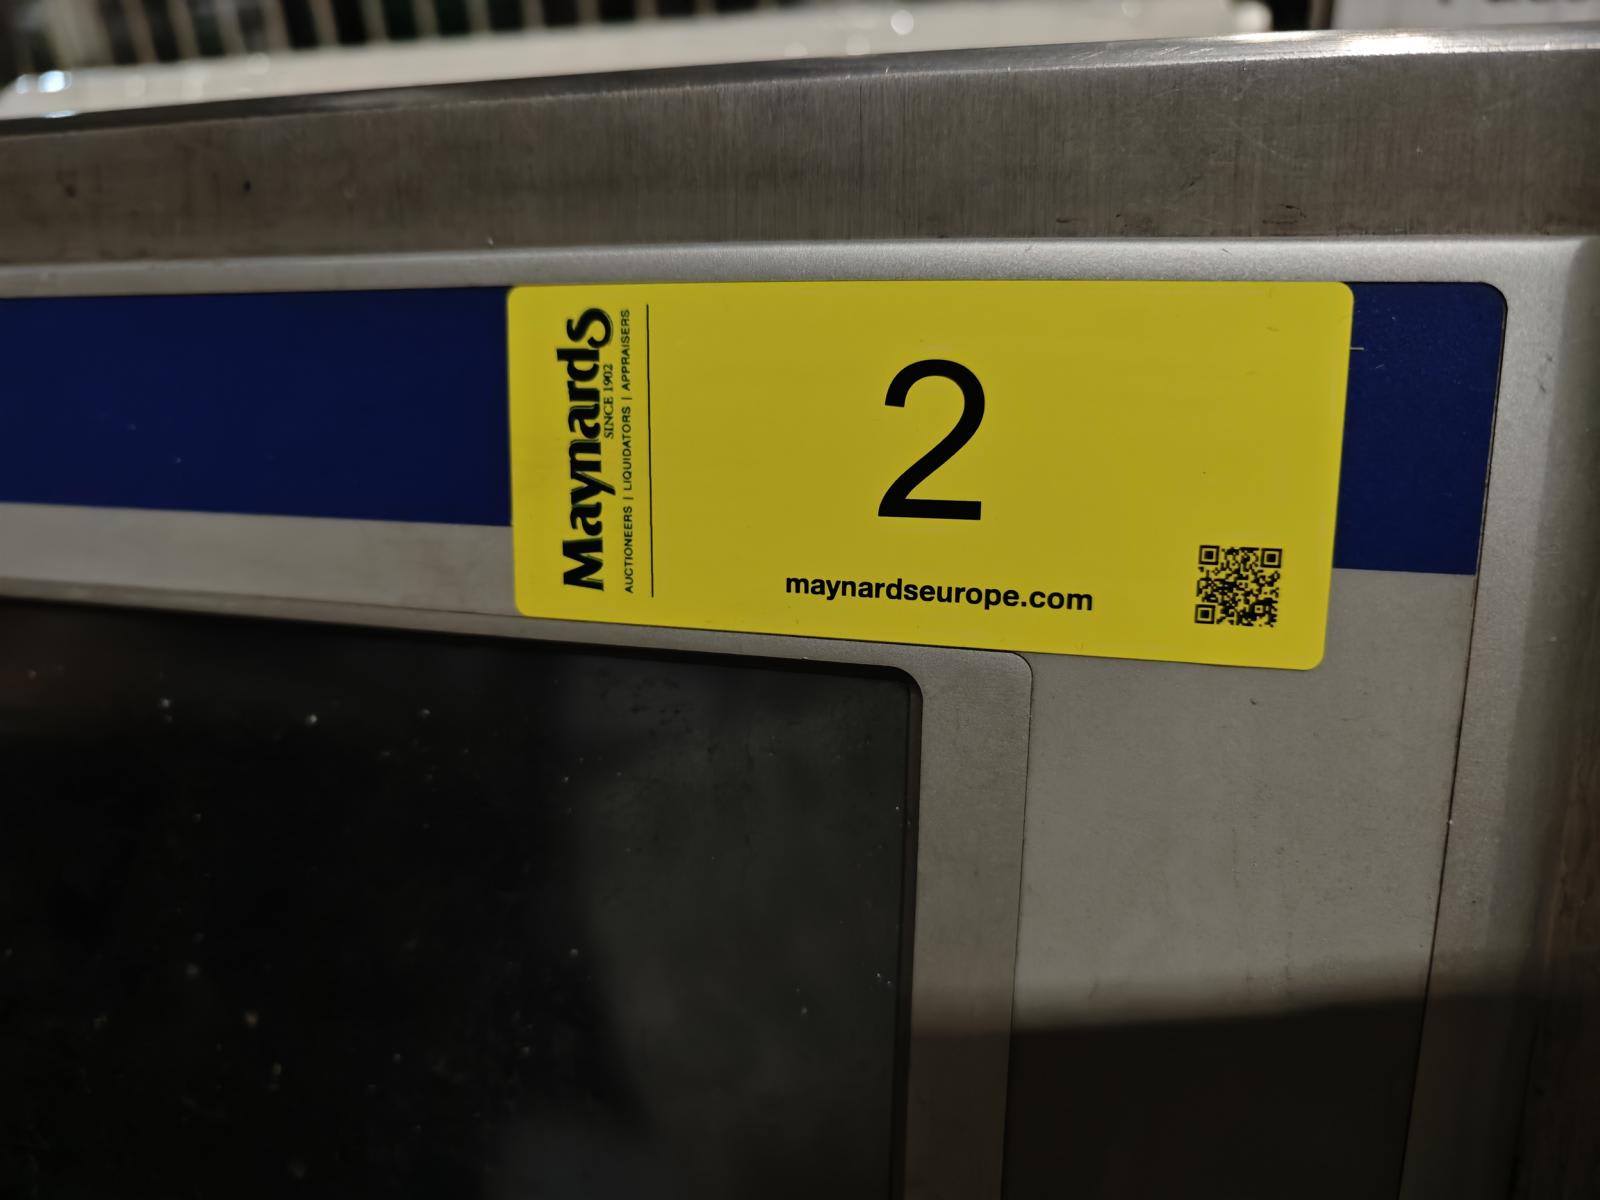 Maynards
SINCE 1902
AUCTIONEERS | LIQUIDATORS | APPRAISERS
2
maynardseurope.com